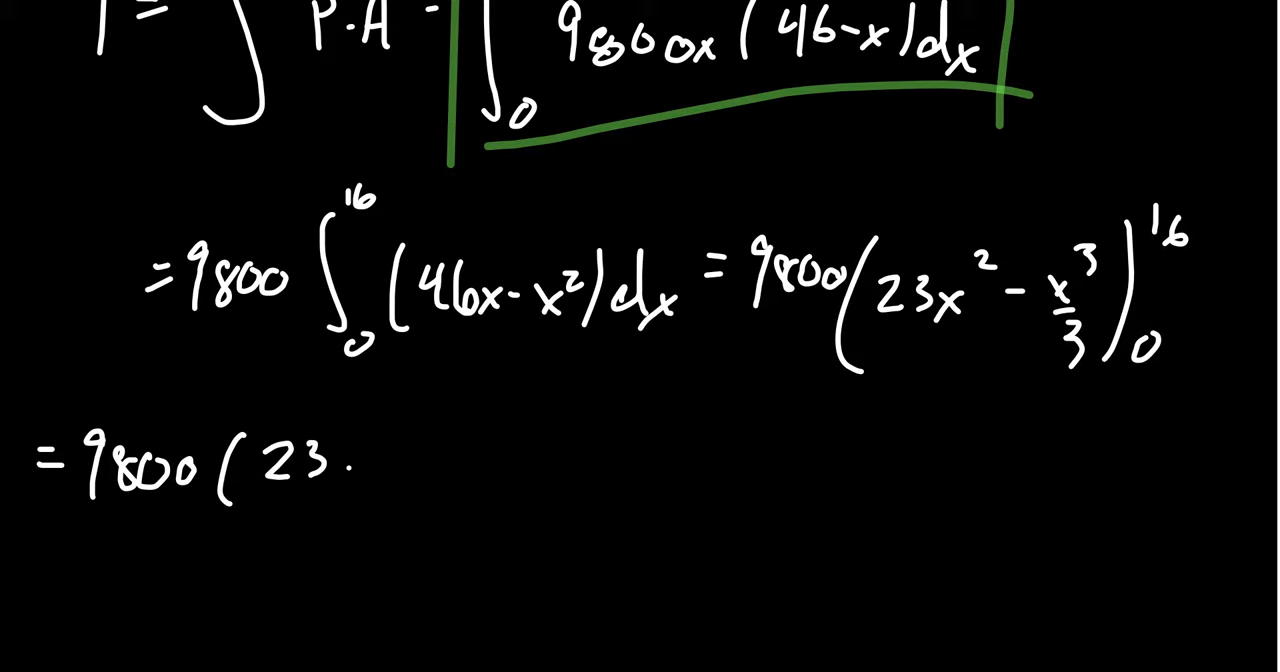 = ∫ P·A = ∫₀ 9800x (46-x)dx
= 9800 ∫₀¹⁶ (46x - x²)dx = 9800(23x² - x³/3)₀¹⁶
= 9800 ( 23 ·